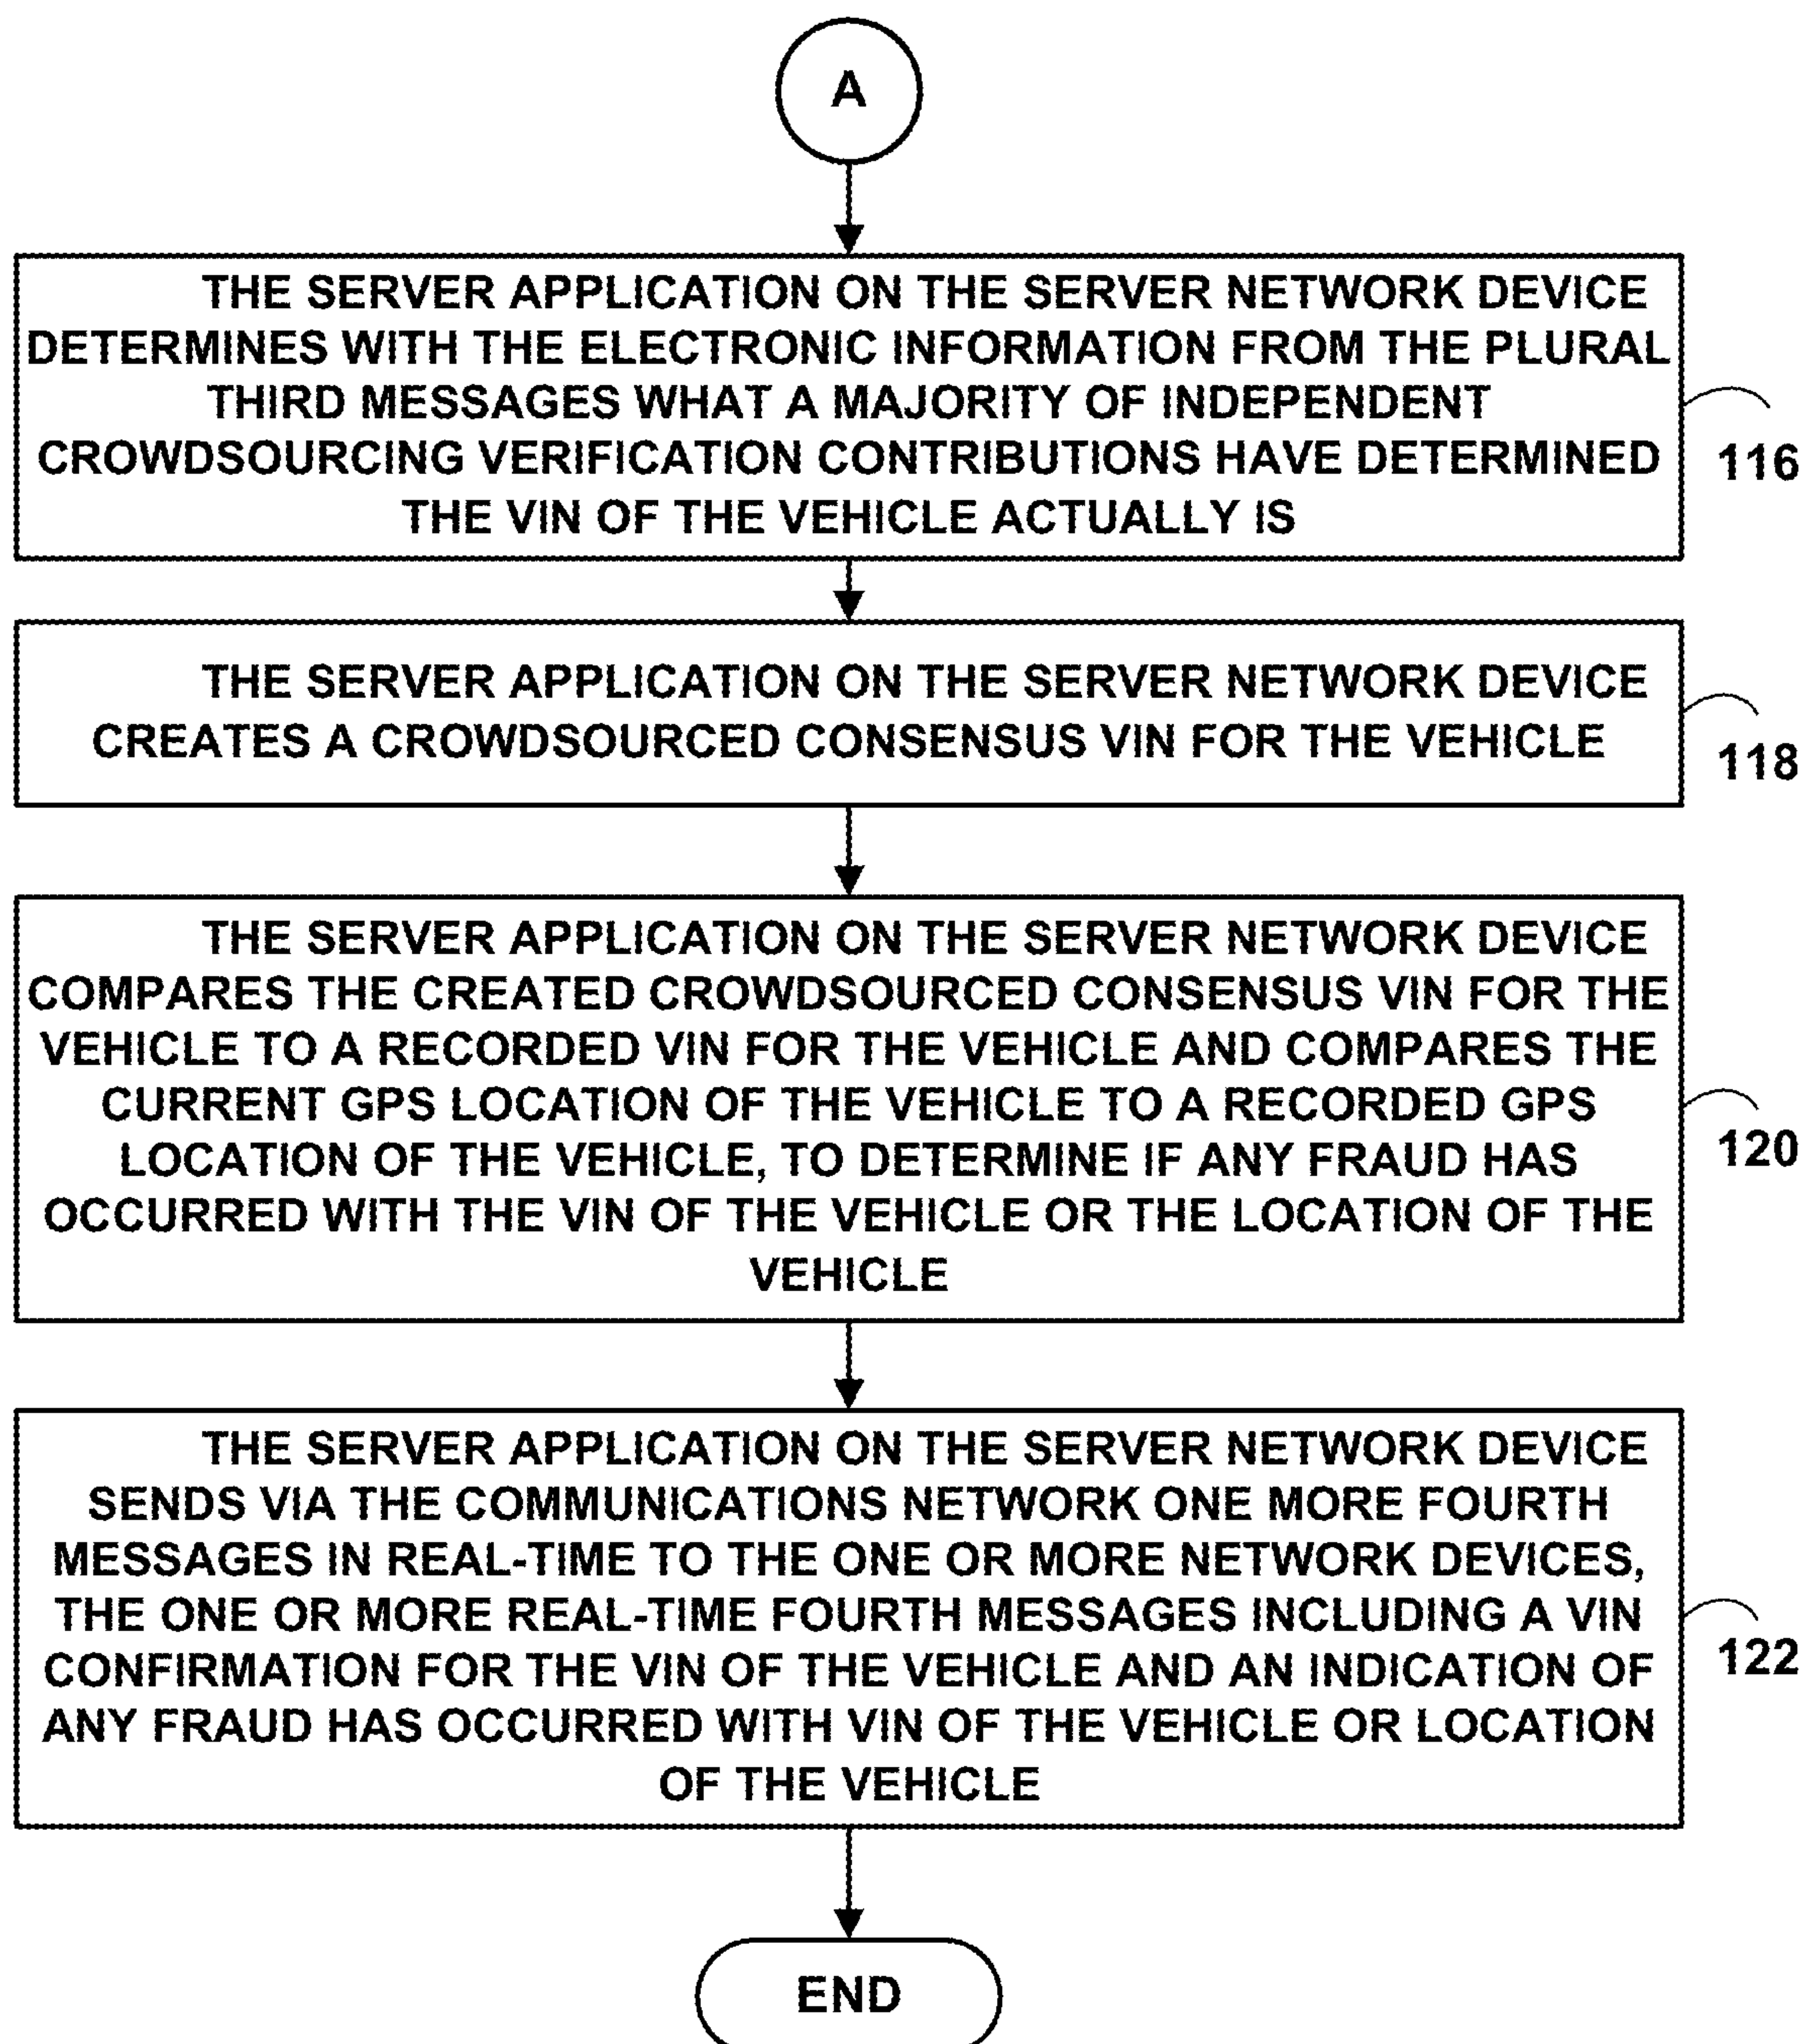 A
THE SERVER APPLICATION ON THE SERVER NETWORK DEVICE
DETERMINES WITH THE ELECTRONIC INFORMATION FROM THE PLURAL
THIRD MESSAGES WHAT A MAJORITY OF INDEPENDENT
CROWDSOURCING VERIFICATION CONTRIBUTIONS HAVE DETERMINED
THE VIN OF THE VEHICLE ACTUALLY IS
116
THE SERVER APPLICATION ON THE SERVER NETWORK DEVICE
CREATES A CROWDSOURCED CONSENSUS VIN FOR THE VEHICLE
118
THE SERVER APPLICATION ON THE SERVER NETWORK DEVICE
COMPARES THE CREATED CROWDSOURCED CONSENSUS VIN FOR THE
VEHICLE TO A RECORDED VIN FOR THE VEHICLE AND COMPARES THE
CURRENT GPS LOCATION OF THE VEHICLE TO A RECORDED GPS
LOCATION OF THE VEHICLE, TO DETERMINE IF ANY FRAUD HAS
OCCURRED WITH THE VIN OF THE VEHICLE OR THE LOCATION OF THE
VEHICLE
120
THE SERVER APPLICATION ON THE SERVER NETWORK DEVICE
SENDS VIA THE COMMUNICATIONS NETWORK ONE MORE FOURTH
MESSAGES IN REAL-TIME TO THE ONE OR MORE NETWORK DEVICES,
THE ONE OR MORE REAL-TIME FOURTH MESSAGES INCLUDING A VIN
CONFIRMATION FOR THE VIN OF THE VEHICLE AND AN INDICATION OF
ANY FRAUD HAS OCCURRED WITH VIN OF THE VEHICLE OR LOCATION
OF THE VEHICLE
122
END